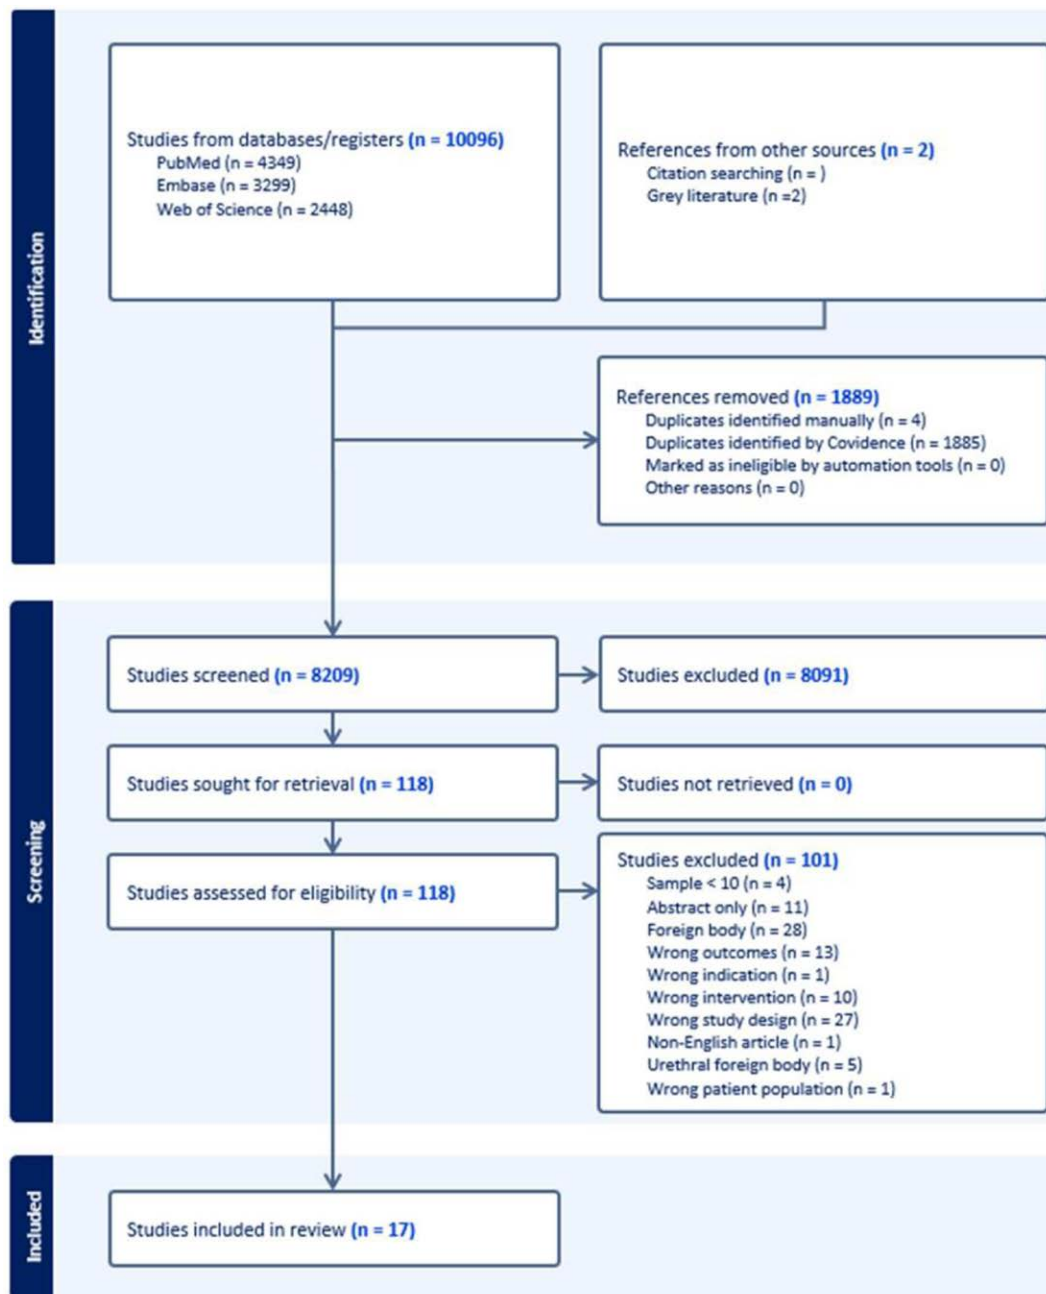 Identification
Studies from databases/registers (n = 10096)
PubMed (n = 4349)
Embase (n = 3299)
Web of Science (n = 2448)
References from other sources (n = 2)
Citation searching (n = )
Grey literature (n =2)
References removed (n = 1889)
Duplicates identified manually (n = 4)
Duplicates identified by Covidence (n = 1885)
Marked as ineligible by automation tools (n = 0)
Other reasons (n = 0)
Screening
Studies screened (n = 8209)
Studies excluded (n = 8091)
Studies sought for retrieval (n = 118)
Studies not retrieved (n = 0)
Studies assessed for eligibility (n = 118)
Studies excluded (n = 101)
Sample < 10 (n = 4)
Abstract only (n = 11)
Foreign body (n = 28)
Wrong outcomes (n = 13)
Wrong indication (n = 1)
Wrong intervention (n = 10)
Wrong study design (n = 27)
Non-English article (n = 1)
Urethral foreign body (n = 5)
Wrong patient population (n = 1)
Included
Studies included in review (n = 17)